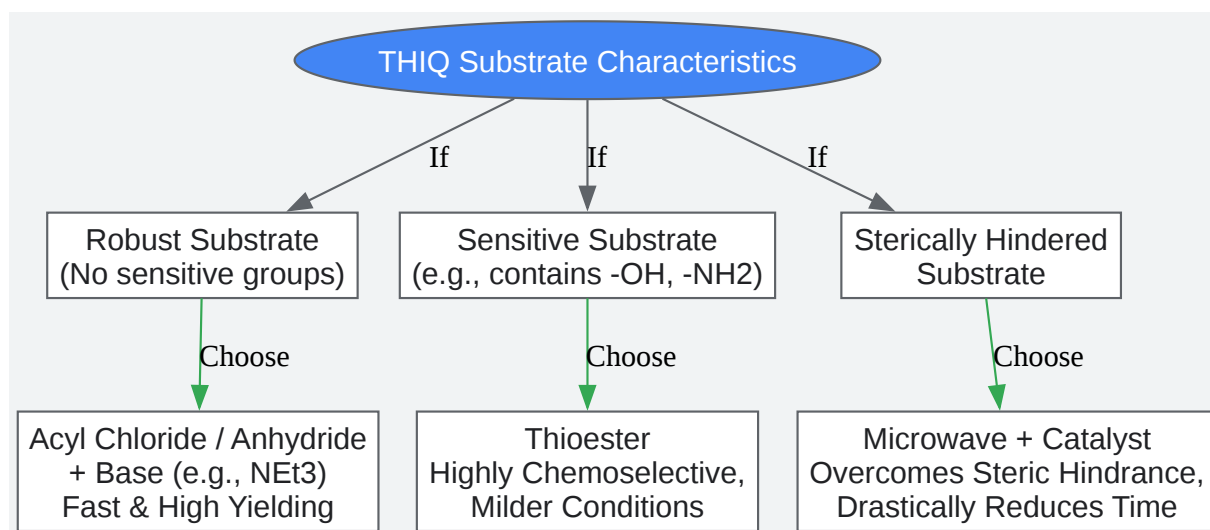 THIQ Substrate Characteristics
If
If
If
Robust Substrate
(No sensitive groups)
Sensitive Substrate
(e.g., contains -OH, -NH2)
Sterically Hindered
Substrate
Choose
Choose
Choose
Acyl Chloride / Anhydride
+ Base (e.g., NEt3)
Fast & High Yielding
Thioester
Highly Chemoselective,
Milder Conditions
Microwave + Catalyst
Overcomes Steric Hindrance,
Drastically Reduces Time